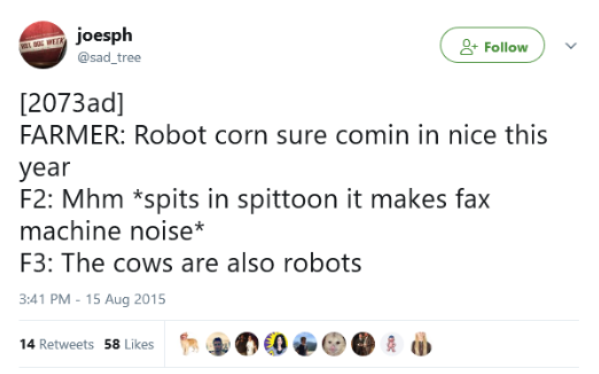 joesph
@sad_tree
Follow
[2073ad]
FARMER: Robot corn sure comin in nice this
year
F2: Mhm *spits in spittoon it makes fax
machine noise*
F3: The cows are also robots
3:41 PM - 15 Aug 2015
14 Retweets 58 Likes